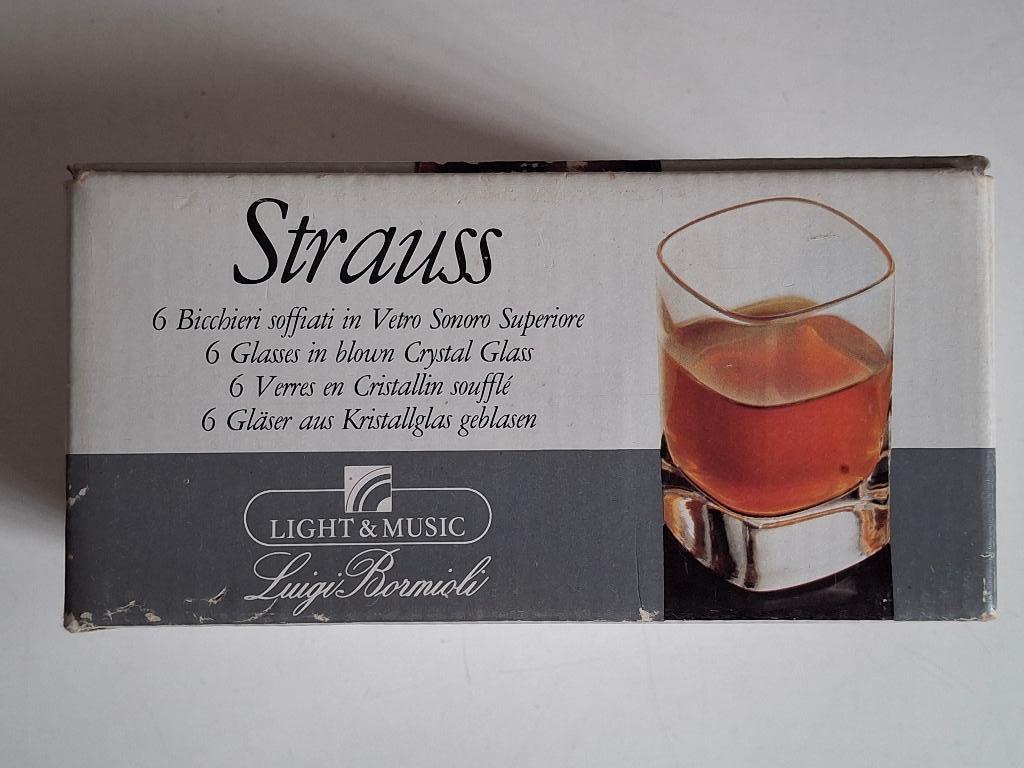 Strauss
6 Bicchieri soffiati in Vetro Sonoro Superiore
6 Glasses in blown Crystal Glass
6 Verres en Cristallin soufflé
6 Gläser aus Kristallglas geblasen
LIGHT & MUSIC
Luigi Bormioli